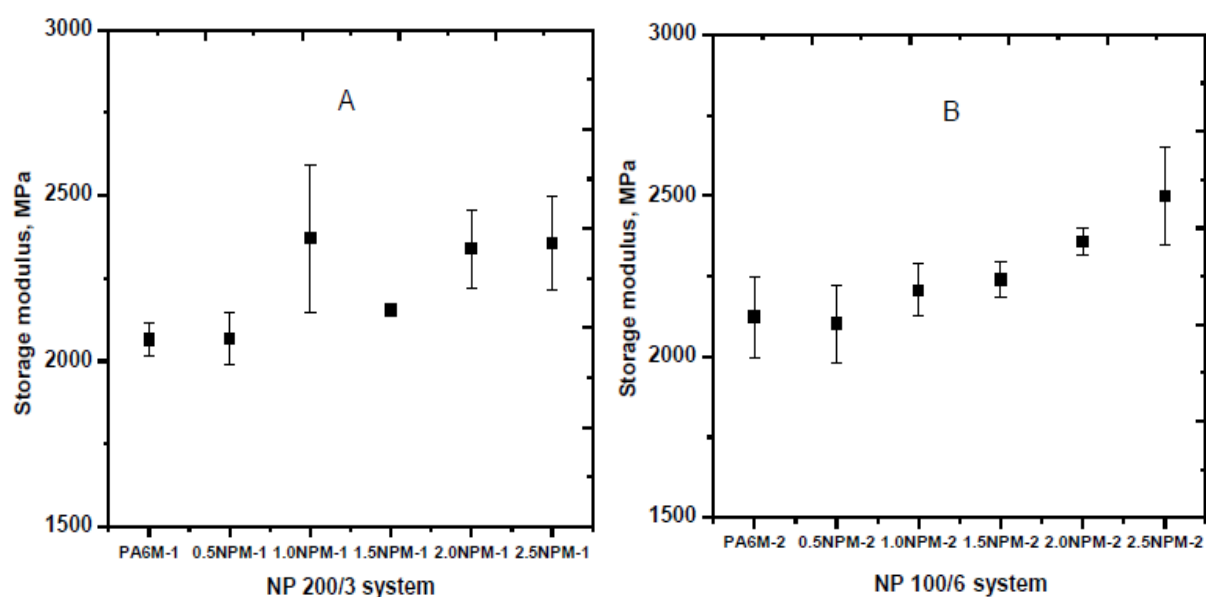 A
Storage modulus, MPa
3000
2500
2000
1500
PA6M-1 0.5NPM-1 1.0NPM-1 1.5NPM-1 2.0NPM-1 2.5NPM-1
NP 200/3 system
B
Storage modulus, MPa
3000
2500
2000
1500
PA6M-2 0.5NPM-2 1.0NPM-2 1.5NPM-2 2.0NPM-2 2.5NPM-2
NP 100/6 system